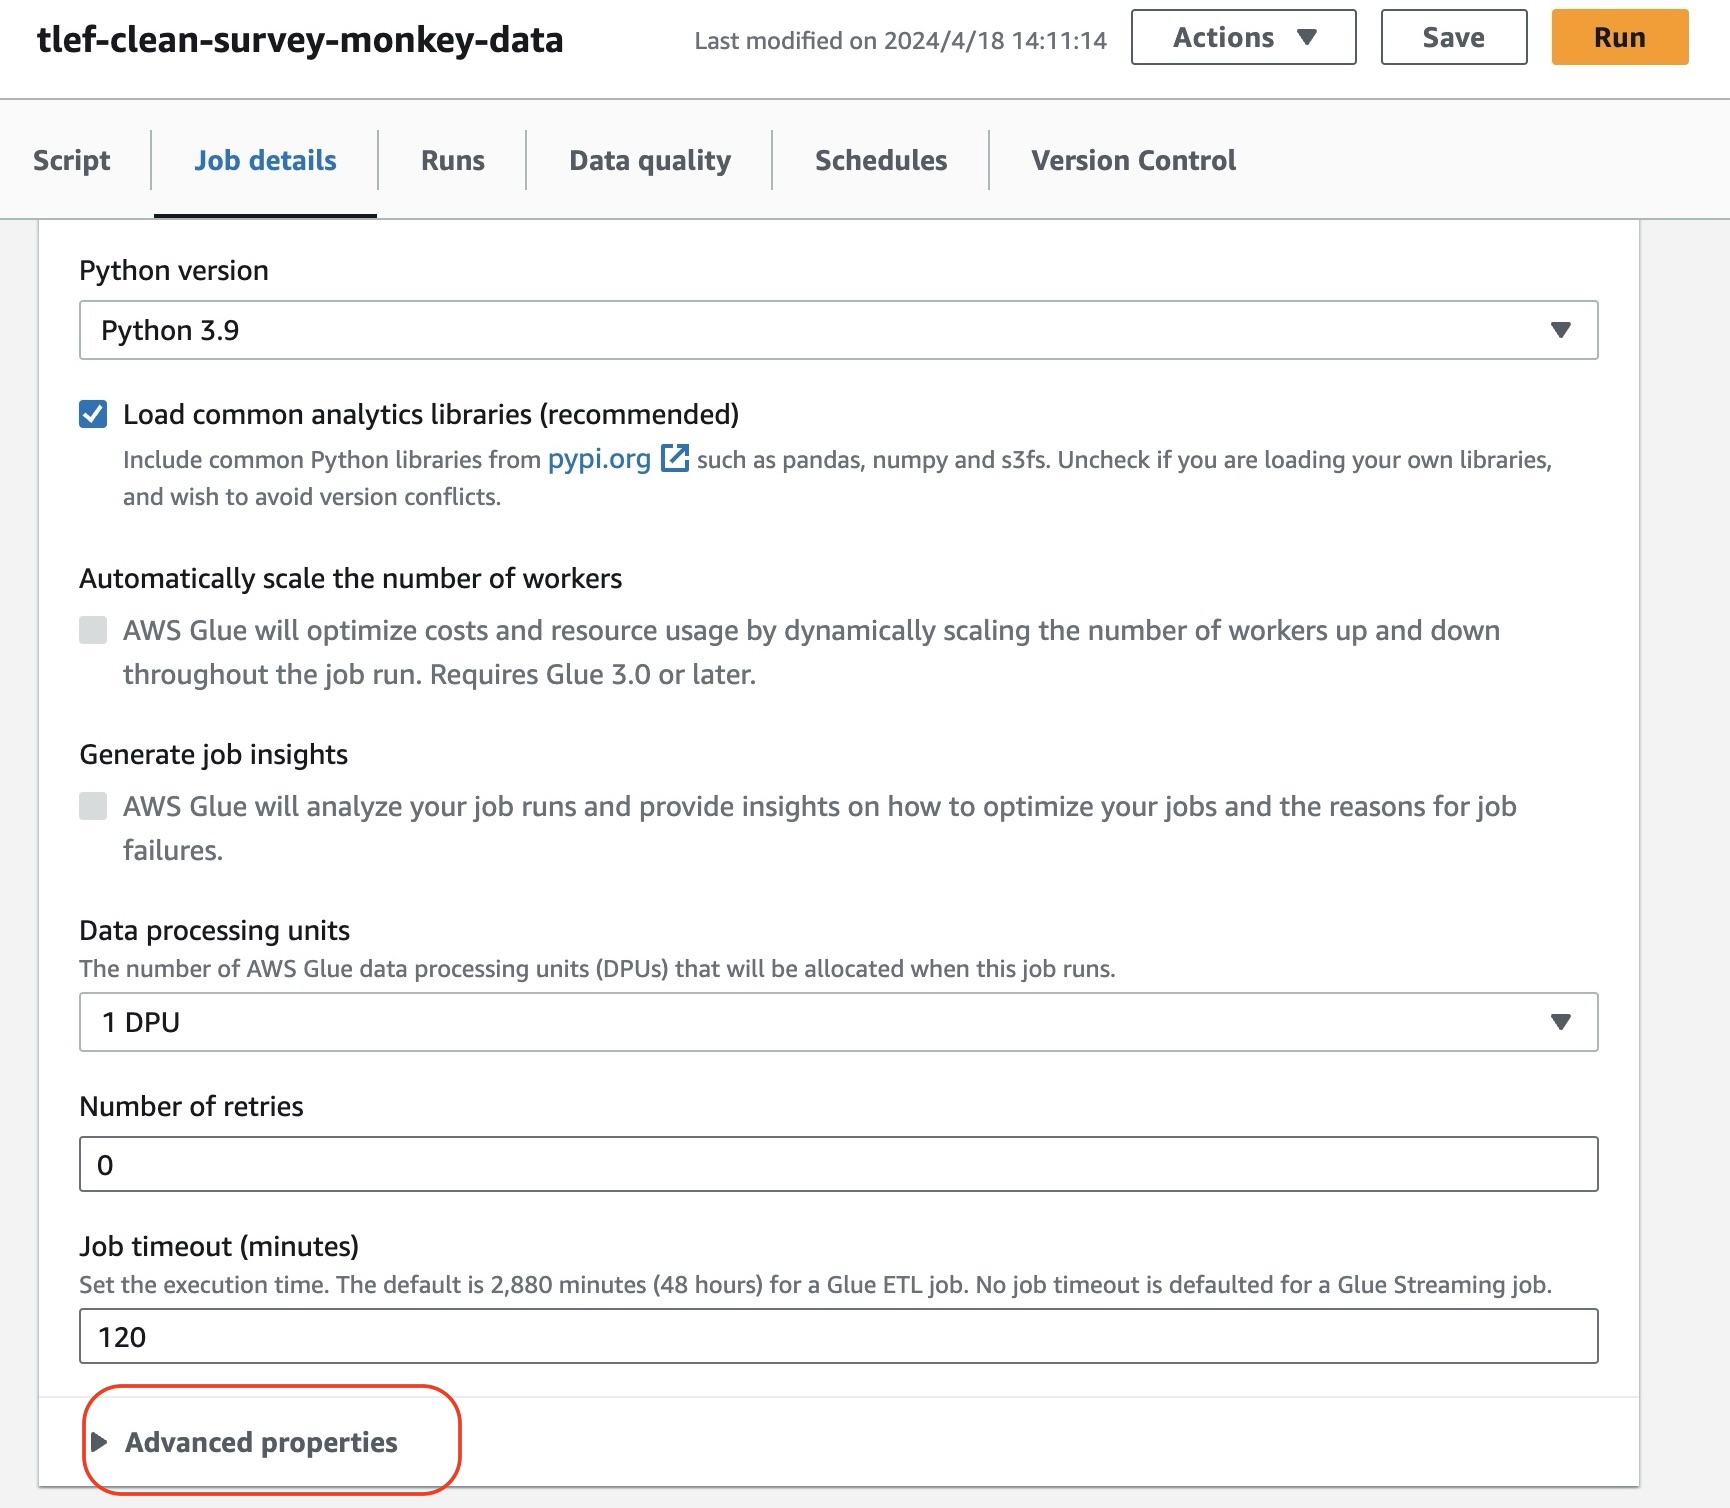 tlef-clean-survey-monkey-data
Last modified on 2024/4/18 14:11:14
Actions
Save
Run
Script
Job details
Runs
Data quality
Schedules
Version Control
Python version
Python 3.9
Load common analytics libraries (recommended)
Include common Python libraries from pypi.org such as pandas, numpy and s3fs. Uncheck if you are loading your own libraries,
and wish to avoid version conflicts.
Automatically scale the number of workers
AWS Glue will optimize costs and resource usage by dynamically scaling the number of workers up and down
throughout the job run. Requires Glue 3.0 or later.
Generate job insights
AWS Glue will analyze your job runs and provide insights on how to optimize your jobs and the reasons for job
failures.
Data processing units
The number of AWS Glue data processing units (DPUs) that will be allocated when this job runs.
1 DPU
Number of retries
0
Job timeout (minutes)
Set the execution time. The default is 2,880 minutes (48 hours) for a Glue ETL job. No job timeout is defaulted for a Glue Streaming job.
120
Advanced properties